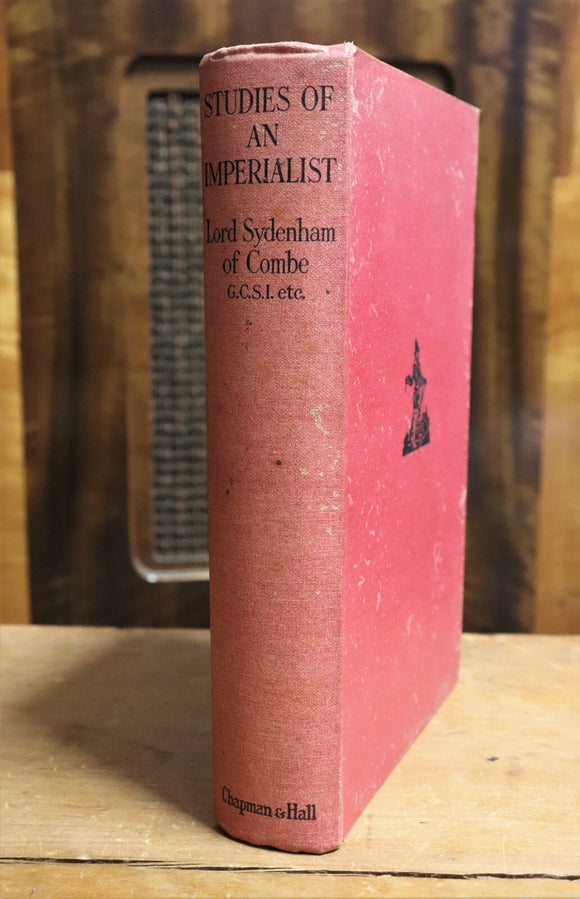 STUDIES OF
AN
IMPERIALIST
Lord Sydenham
of Combe
G.C.S.I. etc.
Chapman & Hall